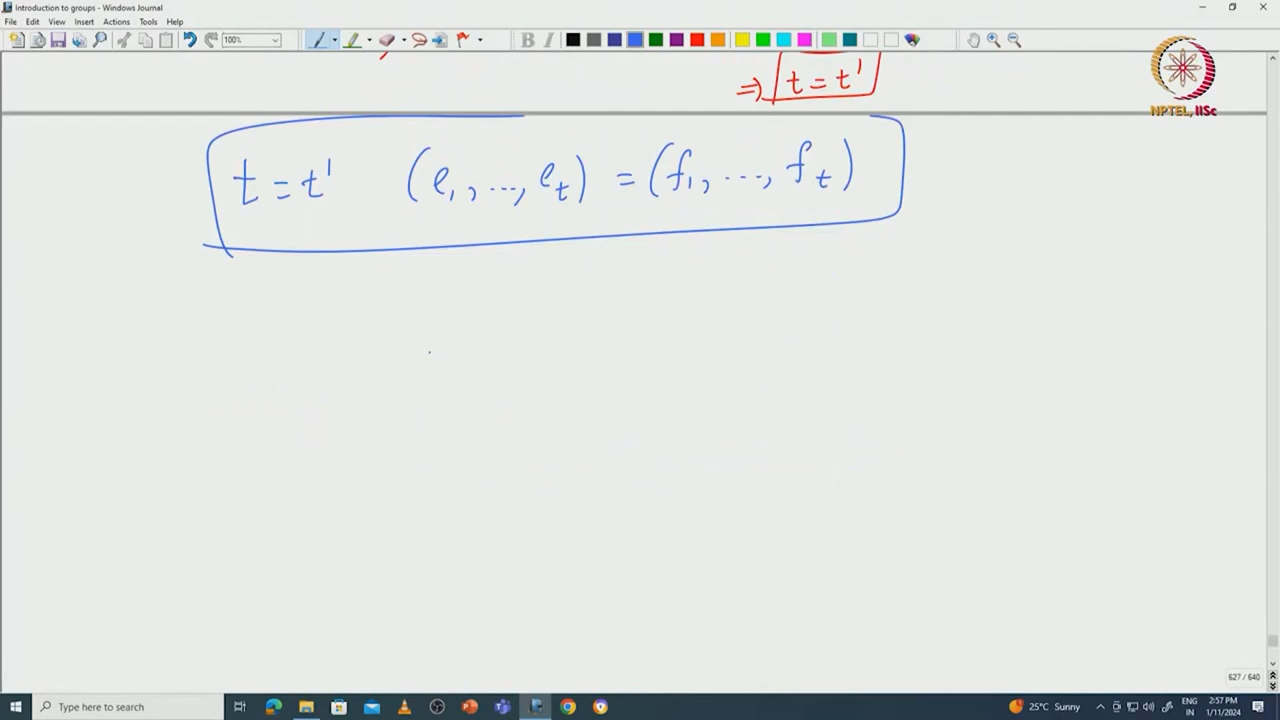 Introduction to groups - Windows Journal
File Edit View Insert Actions Tools Help
100%
B I
⇒ t = t'
NPTEL, IISc
t = t' (e₁, ..., eₜ) = (f₁, ..., fₜ)
627 / 640
Type here to search
25°C Sunny
ENG
IN
2:57 PM
1/11/2024